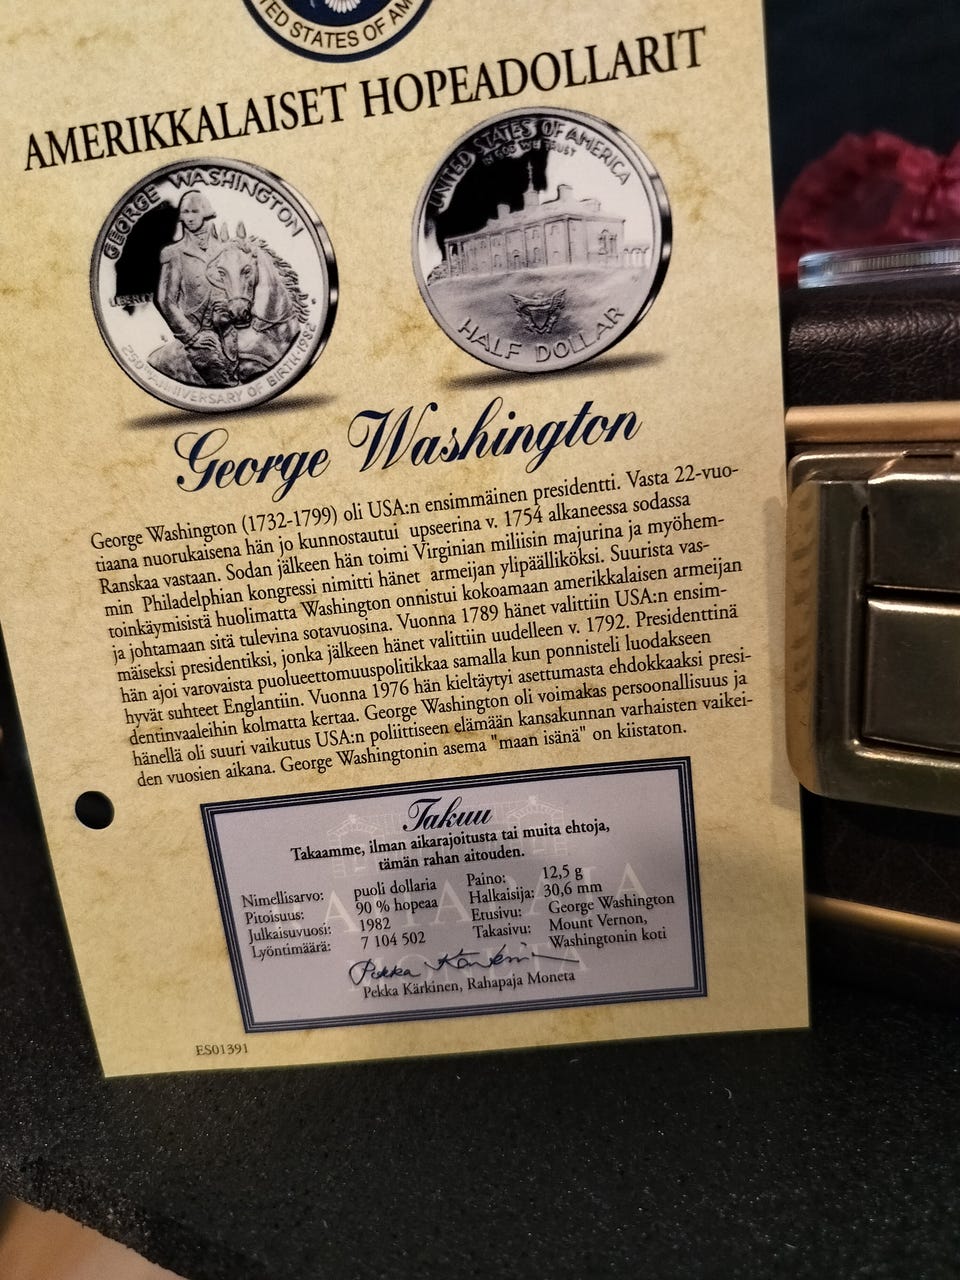 TED STATES OF AM
AMERIKKALAISET HOPEADOLLARIT
GEORGE WASHINGTON
LIBERTY
250TH ANNIVERSARY OF BIRTH·1982
UNITED STATES OF AMERICA
IN GOD WE TRUST
HALF DOLLAR
George Washington
George Washington (1732-1799) oli USA:n ensimmäinen presidentti. Vasta 22-vuo-
tiaana nuorukaisena hän jo kunnostautui upseerina v. 1754 alkaneessa sodassa
Ranskaa vastaan. Sodan jälkeen hän toimi Virginian miliisin majurina ja myöhem-
min Philadelphian kongressi nimitti hänet armeijan ylipäälliköksi. Suurista vas-
toinkäymisistä huolimatta Washington onnistui kokoamaan amerikkalaisen armeijan
ja johtamaan sitä tulevina sotavuosina. Vuonna 1789 hänet valittiin USA:n ensim-
mäiseksi presidentiksi, jonka jälkeen hänet valittiin uudelleen v. 1792. Presidenttinä
hän ajoi varovaista puolueettomuuspolitikkaa samalla kun ponnisteli luodakseen
hyvät suhteet Englantiin. Vuonna 1976 hän kieltäytyi asettumasta ehdokkaaksi presi-
dentinvaaleihin kolmatta kertaa. George Washington oli voimakas persoonallisuus ja
hänellä oli suuri vaikutus USA:n poliittiseen elämään kansakunnan varhaisten vaikei-
den vuosien aikana. George Washingtonin asema "maan isänä" on kiistaton.
Takuu
Takaamme, ilman aikarajoitusta tai muita ehtoja,
tämän rahan aitouden.
Nimellisarvo: puoli dollaria Paino: 12,5 g
Pitoisuus: 90 % hopeaa Halkaisija: 30,6 mm
Julkaisuvuosi: 1982 Etusivu: George Washington
Lyöntimäärä: 7 104 502 Takasivu: Mount Vernon,
Washingtonin koti
Pekka Kärkinen, Rahapaja Moneta
ES01391